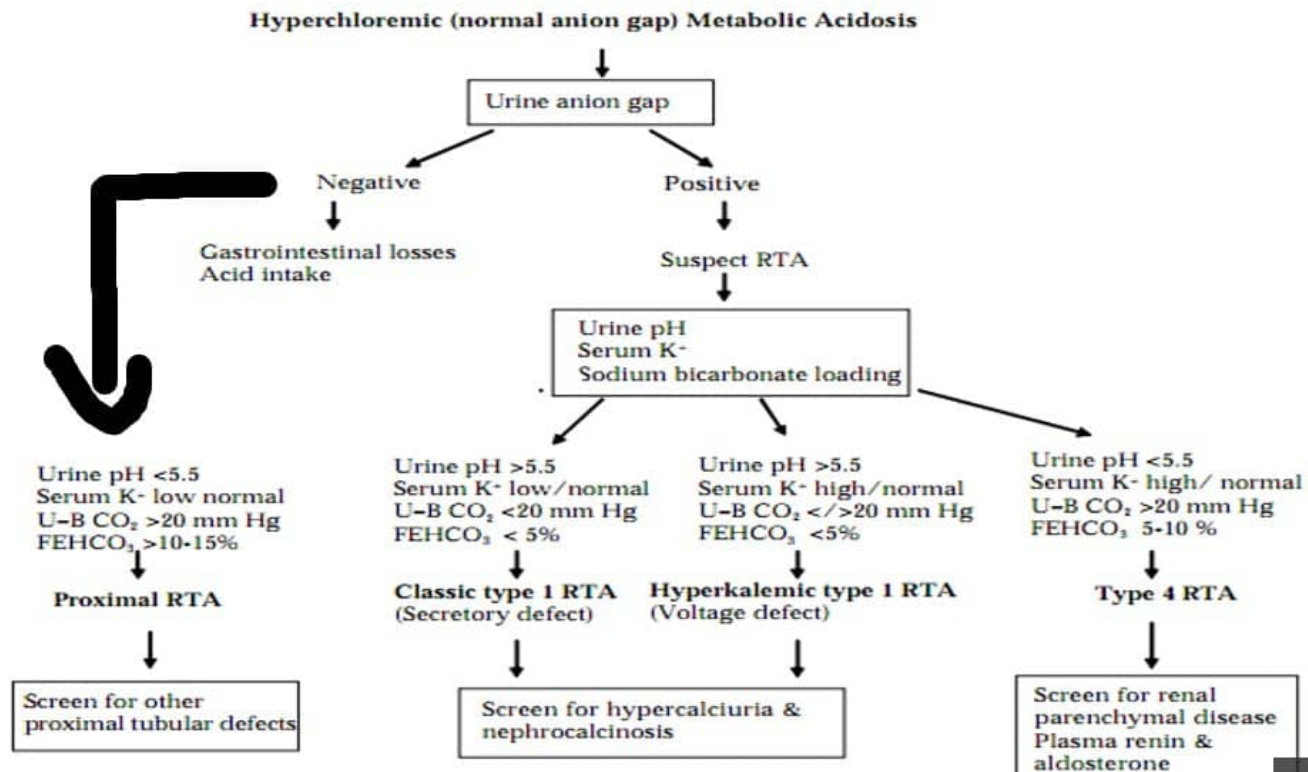 Hyperchloremic (normal anion gap) Metabolic Acidosis
Urine anion gap
Negative
Positive
Gastrointestinal losses
Acid intake
Suspect RTA
Urine pH
Serum K⁺
Sodium bicarbonate loading
Urine pH <5.5
Serum K⁺ low normal
U–B CO₂ >20 mm Hg
FEHCO₃ >10-15%
Proximal RTA
Screen for other
proximal tubular defects
Urine pH >5.5
Serum K⁺ low/normal
U–B CO₂ <20 mm Hg
FEHCO₃ < 5%
Classic type 1 RTA
(Secretory defect)
Urine pH >5.5
Serum K⁺ high/normal
U–B CO₂ </>20 mm Hg
FEHCO₃ <5%
Hyperkalemic type 1 RTA
(Voltage defect)
Screen for hypercalciuria &
nephrocalcinosis
Urine pH <5.5
Serum K⁺ high/ normal
U–B CO₂ >20 mm Hg
FEHCO₃ 5-10 %
Type 4 RTA
Screen for renal
parenchymal disease
Plasma renin &
aldosterone